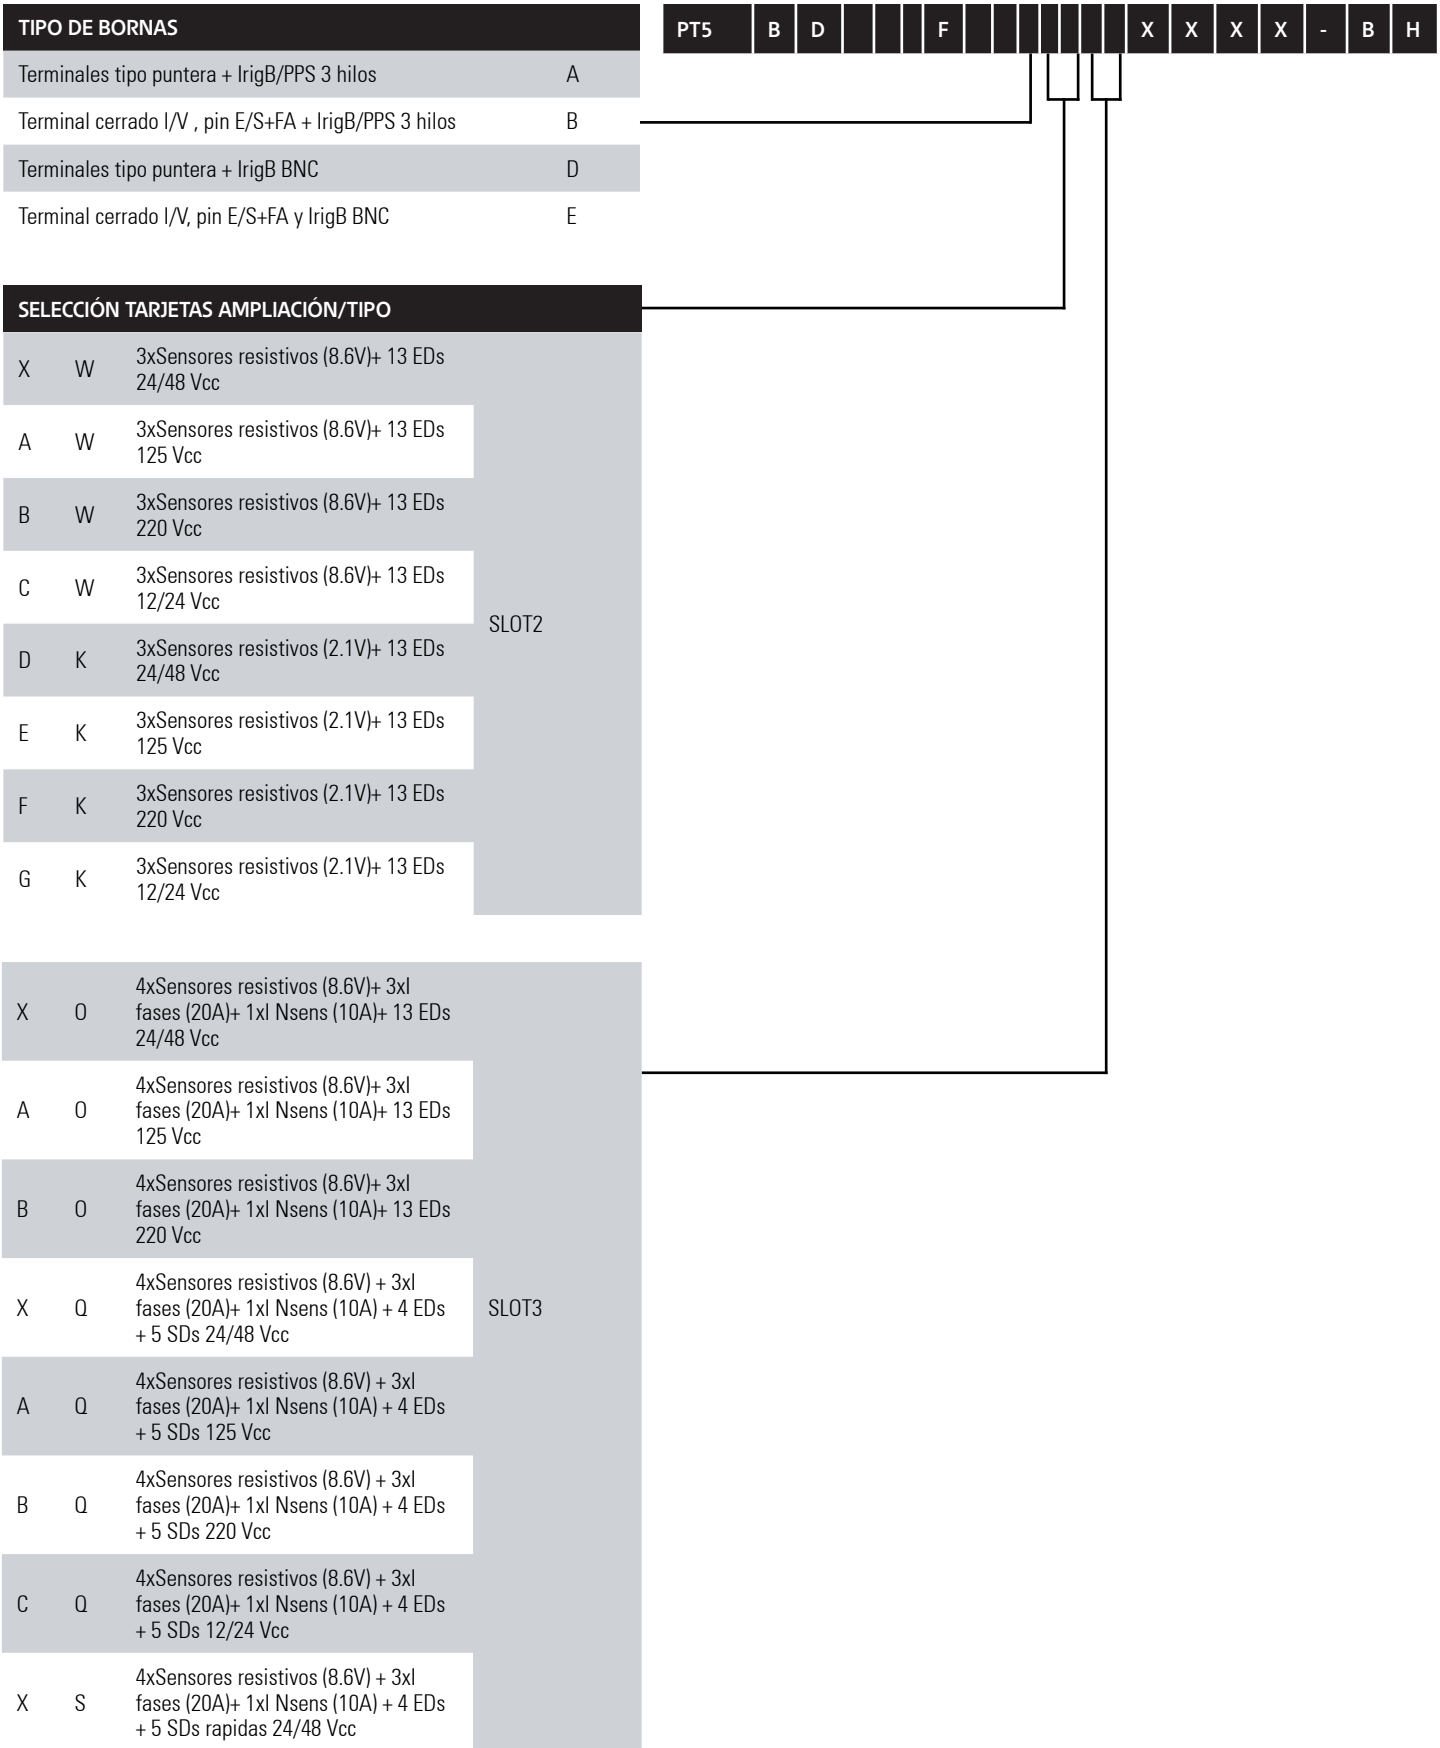 TIPO DE BORNAS
PT5 B D F X X X X - B H
Terminales tipo puntera + IrigB/PPS 3 hilos A
Terminal cerrado I/V , pin E/S+FA + IrigB/PPS 3 hilos B
Terminales tipo puntera + IrigB BNC D
Terminal cerrado I/V, pin E/S+FA y IrigB BNC E
SELECCIÓN TARJETAS AMPLIACIÓN/TIPO
X W 3xSensores resistivos (8.6V)+ 13 EDs
24/48 Vcc
A W 3xSensores resistivos (8.6V)+ 13 EDs
125 Vcc
B W 3xSensores resistivos (8.6V)+ 13 EDs
220 Vcc
C W 3xSensores resistivos (8.6V)+ 13 EDs
12/24 Vcc
SLOT2
D K 3xSensores resistivos (2.1V)+ 13 EDs
24/48 Vcc
E K 3xSensores resistivos (2.1V)+ 13 EDs
125 Vcc
F K 3xSensores resistivos (2.1V)+ 13 EDs
220 Vcc
G K 3xSensores resistivos (2.1V)+ 13 EDs
12/24 Vcc
X O 4xSensores resistivos (8.6V)+ 3xI
fases (20A)+ 1xI Nsens (10A)+ 13 EDs
24/48 Vcc
A O 4xSensores resistivos (8.6V)+ 3xI
fases (20A)+ 1xI Nsens (10A)+ 13 EDs
125 Vcc
B O 4xSensores resistivos (8.6V)+ 3xI
fases (20A)+ 1xI Nsens (10A)+ 13 EDs
220 Vcc
X Q 4xSensores resistivos (8.6V) + 3xI
fases (20A)+ 1xI Nsens (10A) + 4 EDs
+ 5 SDs 24/48 Vcc
SLOT3
A Q 4xSensores resistivos (8.6V) + 3xI
fases (20A)+ 1xI Nsens (10A) + 4 EDs
+ 5 SDs 125 Vcc
B Q 4xSensores resistivos (8.6V) + 3xI
fases (20A)+ 1xI Nsens (10A) + 4 EDs
+ 5 SDs 220 Vcc
C Q 4xSensores resistivos (8.6V) + 3xI
fases (20A)+ 1xI Nsens (10A) + 4 EDs
+ 5 SDs 12/24 Vcc
X S 4xSensores resistivos (8.6V) + 3xI
fases (20A)+ 1xI Nsens (10A) + 4 EDs
+ 5 SDs rapidas 24/48 Vcc